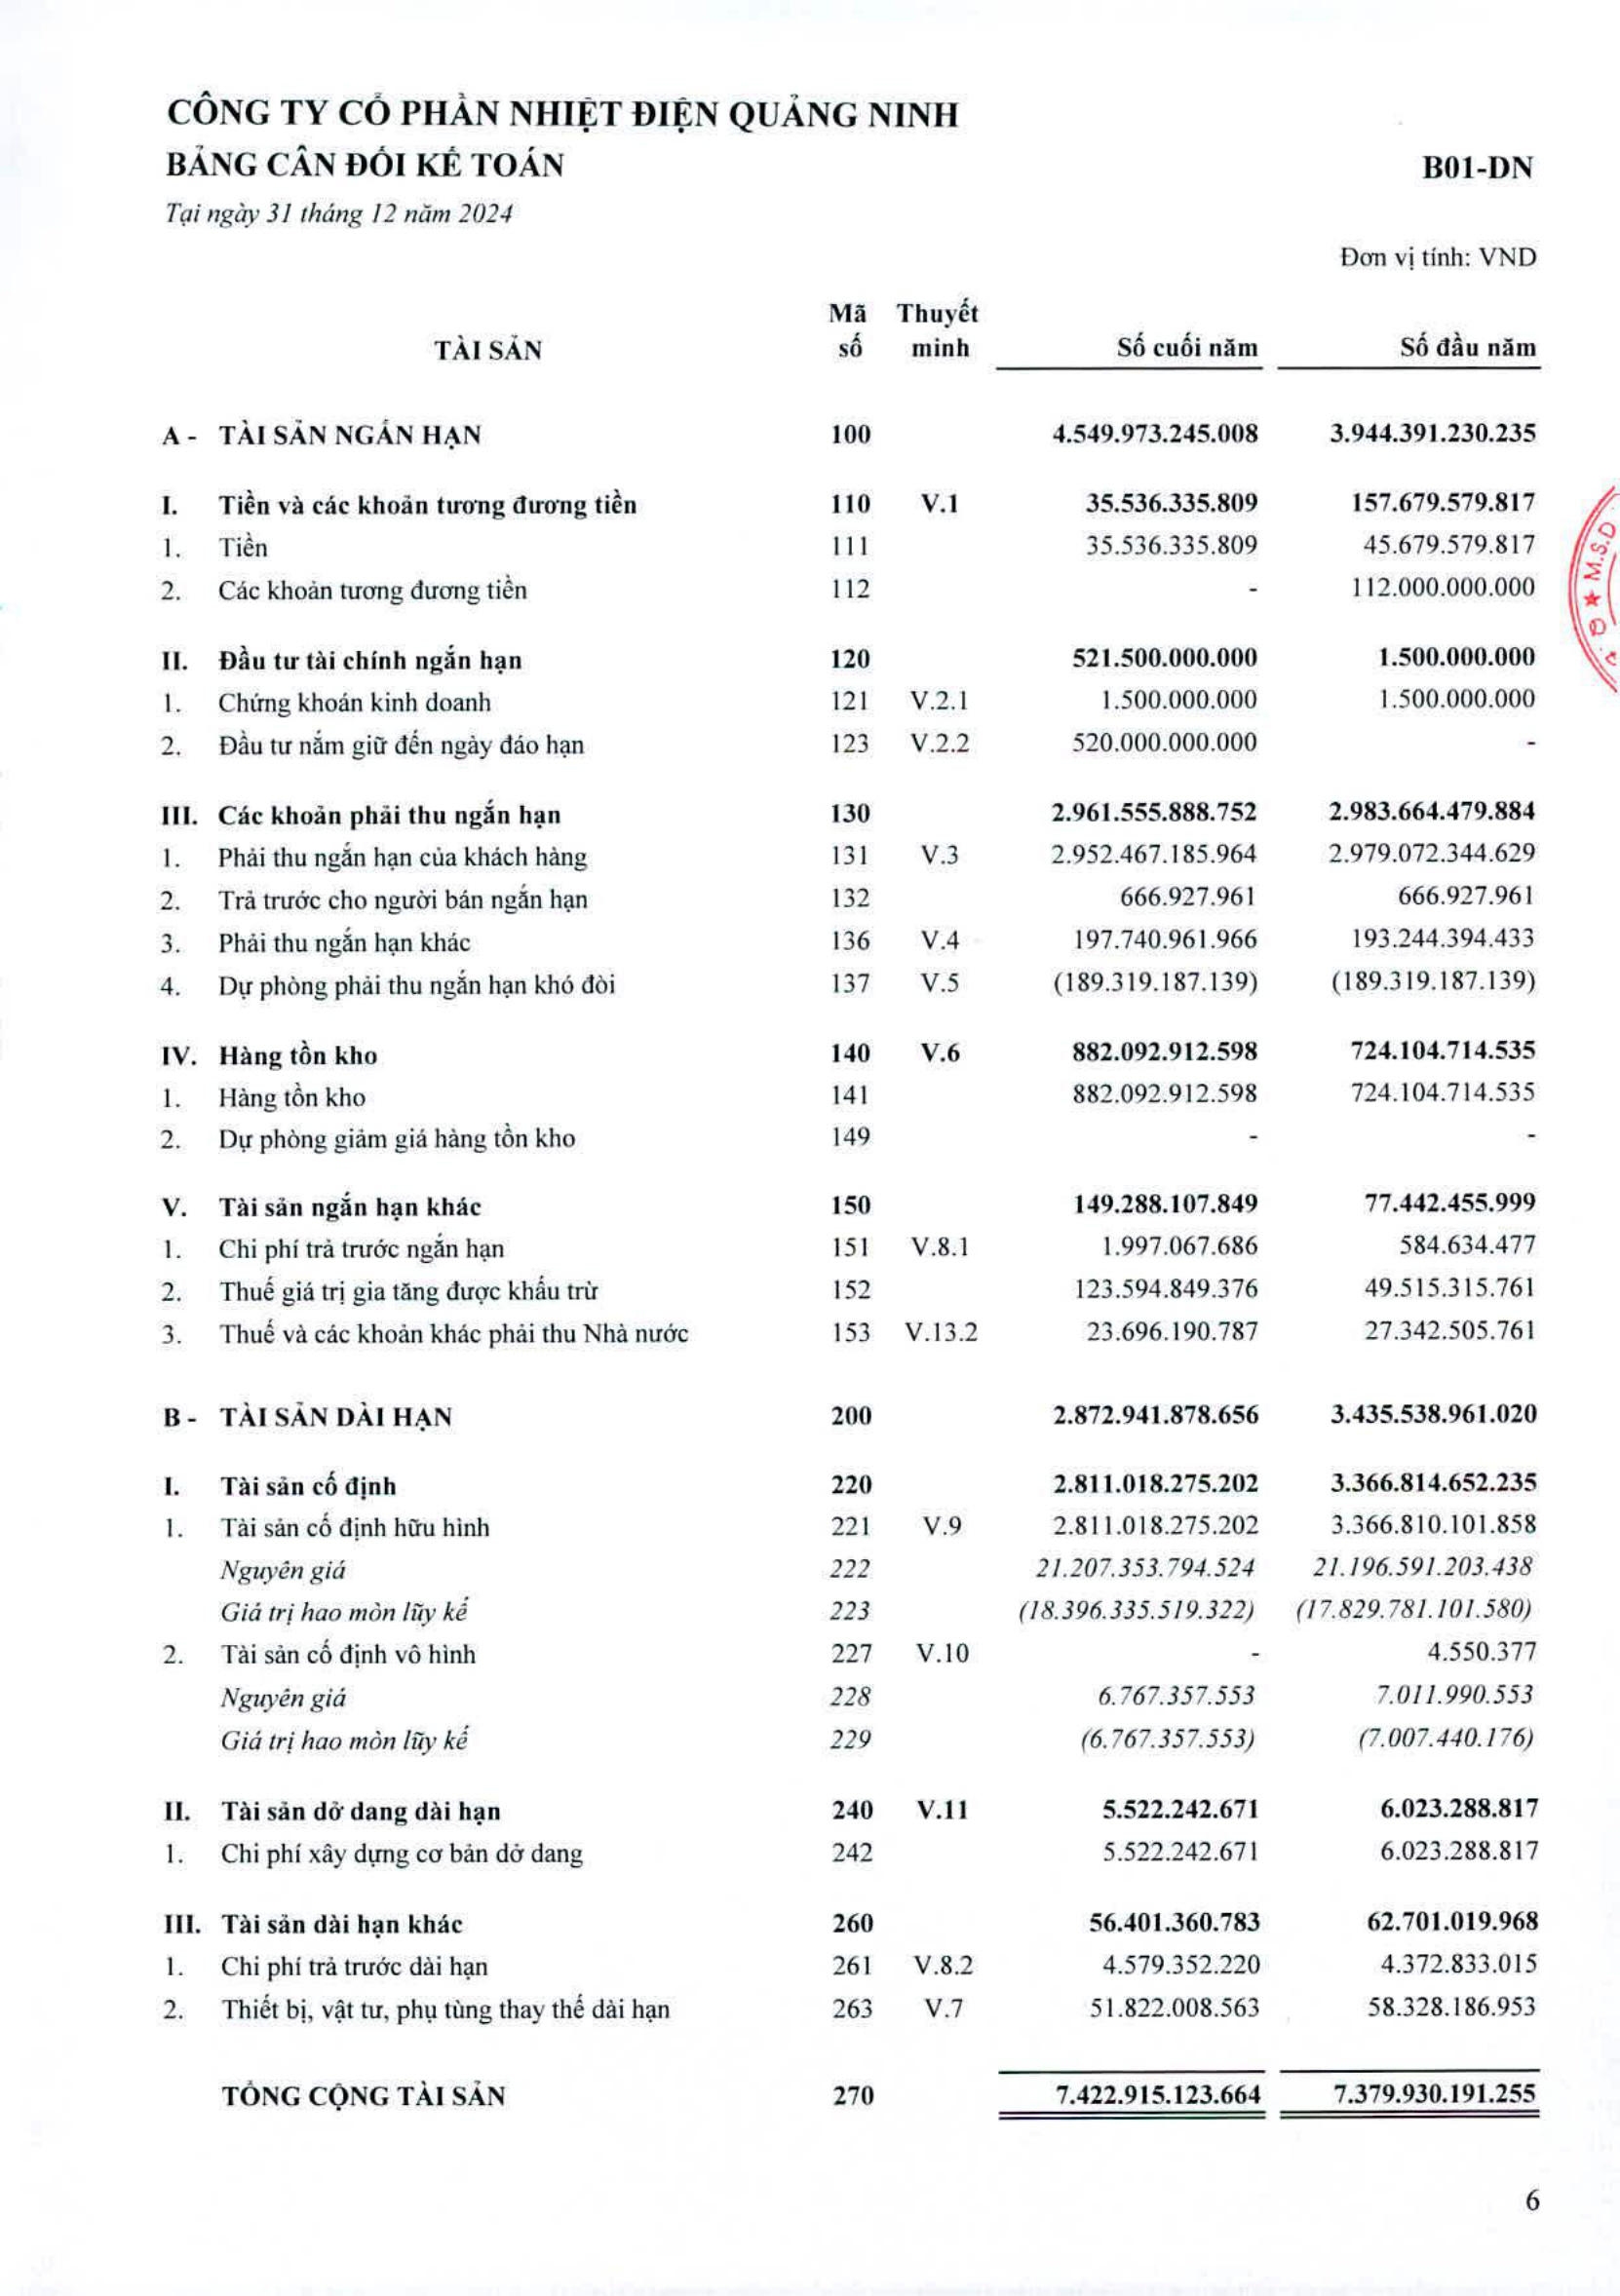 CÔNG TY CỔ PHẦN NHIỆT ĐIỆN QUẢNG NINH
BẢNG CÂN ĐỐI KẾ TOÁN B01-DN
Tại ngày 31 tháng 12 năm 2024
Đơn vị tính: VND
Mã Thuyết
TÀI SẢN số minh Số cuối năm Số đầu năm
A - TÀI SẢN NGẮN HẠN 100 4.549.973.245.008 3.944.391.230.235
I. Tiền và các khoản tương đương tiền 110 V.1 35.536.335.809 157.679.579.817
1. Tiền 111 35.536.335.809 45.679.579.817
2. Các khoản tương đương tiền 112 - 112.000.000.000
II. Đầu tư tài chính ngắn hạn 120 521.500.000.000 1.500.000.000
1. Chứng khoán kinh doanh 121 V.2.1 1.500.000.000 1.500.000.000
2. Đầu tư nắm giữ đến ngày đáo hạn 123 V.2.2 520.000.000.000 -
III. Các khoản phải thu ngắn hạn 130 2.961.555.888.752 2.983.664.479.884
1. Phải thu ngắn hạn của khách hàng 131 V.3 2.952.467.185.964 2.979.072.344.629
2. Trả trước cho người bán ngắn hạn 132 666.927.961 666.927.961
3. Phải thu ngắn hạn khác 136 V.4 197.740.961.966 193.244.394.433
4. Dự phòng phải thu ngắn hạn khó đòi 137 V.5 (189.319.187.139) (189.319.187.139)
IV. Hàng tồn kho 140 V.6 882.092.912.598 724.104.714.535
1. Hàng tồn kho 141 882.092.912.598 724.104.714.535
2. Dự phòng giảm giá hàng tồn kho 149 - -
V. Tài sản ngắn hạn khác 150 149.288.107.849 77.442.455.999
1. Chi phí trả trước ngắn hạn 151 V.8.1 1.997.067.686 584.634.477
2. Thuế giá trị gia tăng được khấu trừ 152 123.594.849.376 49.515.315.761
3. Thuế và các khoản khác phải thu Nhà nước 153 V.13.2 23.696.190.787 27.342.505.761
B - TÀI SẢN DÀI HẠN 200 2.872.941.878.656 3.435.538.961.020
I. Tài sản cố định 220 2.811.018.275.202 3.366.814.652.235
1. Tài sản cố định hữu hình 221 V.9 2.811.018.275.202 3.366.810.101.858
Nguyên giá 222 21.207.353.794.524 21.196.591.203.438
Giá trị hao mòn lũy kế 223 (18.396.335.519.322) (17.829.781.101.580)
2. Tài sản cố định vô hình 227 V.10 - 4.550.377
Nguyên giá 228 6.767.357.553 7.011.990.553
Giá trị hao mòn lũy kế 229 (6.767.357.553) (7.007.440.176)
II. Tài sản dở dang dài hạn 240 V.11 5.522.242.671 6.023.288.817
1. Chi phí xây dựng cơ bản dở dang 242 5.522.242.671 6.023.288.817
III. Tài sản dài hạn khác 260 56.401.360.783 62.701.019.968
1. Chi phí trả trước dài hạn 261 V.8.2 4.579.352.220 4.372.833.015
2. Thiết bị, vật tư, phụ tùng thay thế dài hạn 263 V.7 51.822.008.563 58.328.186.953
TỔNG CỘNG TÀI SẢN 270 7.422.915.123.664 7.379.930.191.255
M.S.D
6